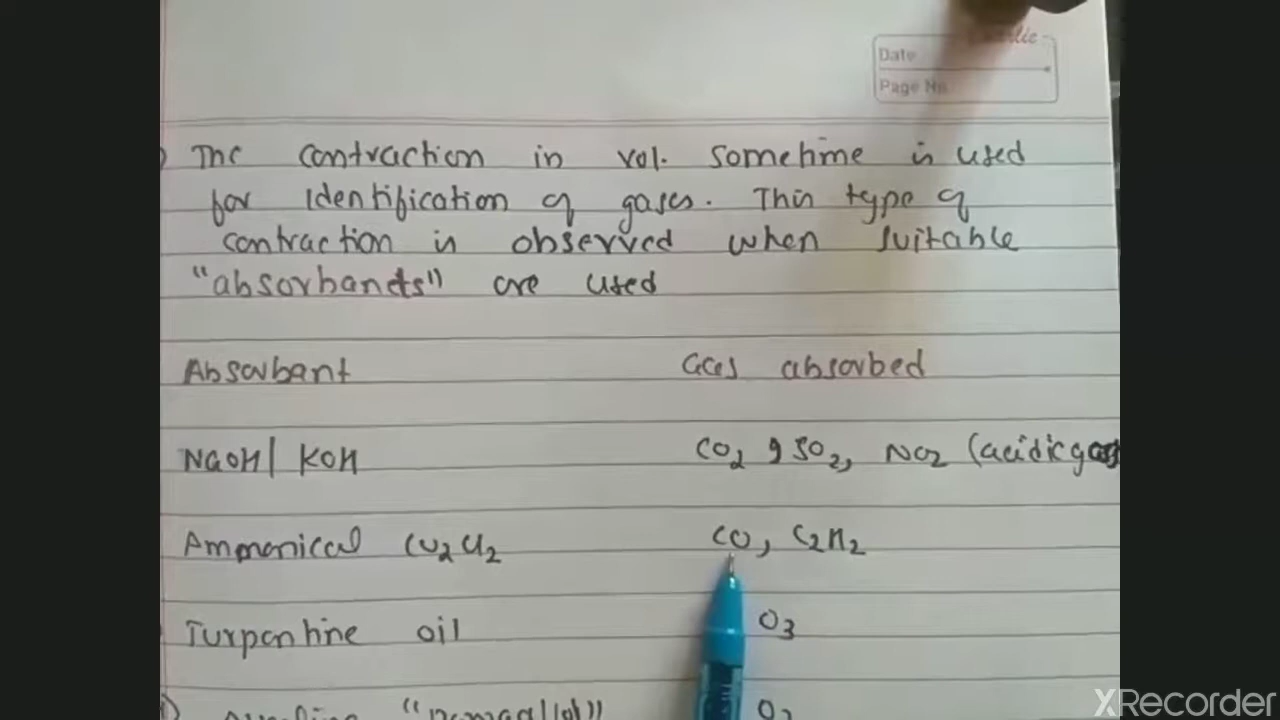 Date
Page No.
The contraction in vol. sometime is used
for identification of gases. This type of
contraction is observed when suitable
"absorbants" are used
Absorbant Gas absorbed
NaOH/ KOH CO2, SO2, NO2 (acidic gas
Ammonical Cu2Cl2 CO, C2H2
Turpentine oil O3
O2
XRecorder